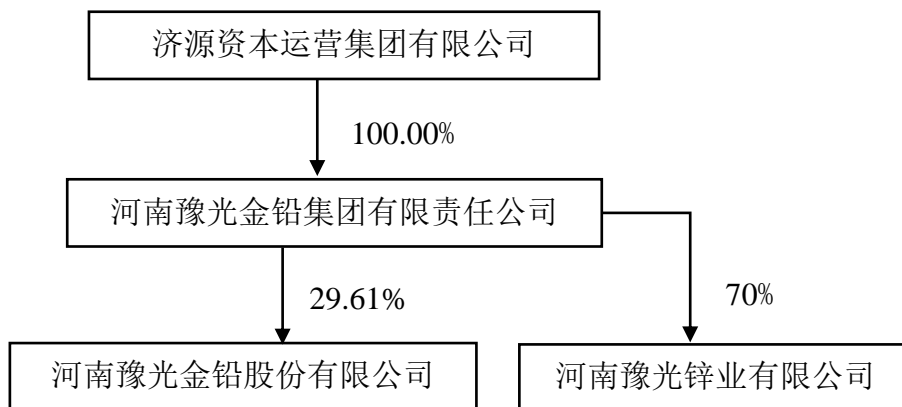 济源资本运营集团有限公司
100.00%
河南豫光金铅集团有限责任公司
29.61%
70%
河南豫光金铅股份有限公司
河南豫光锌业有限公司